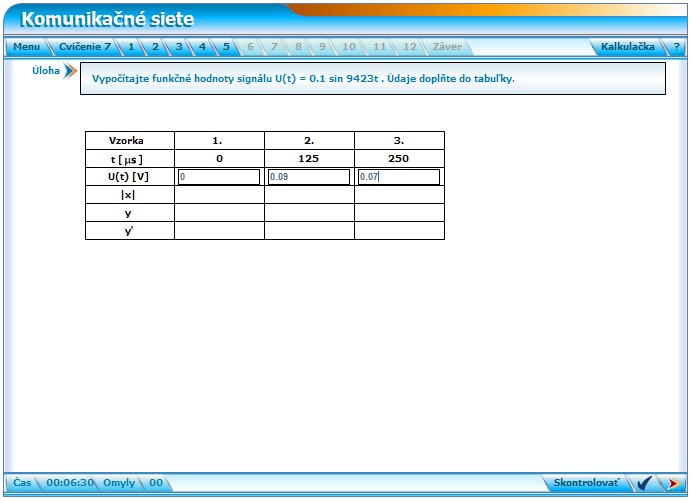 Komunikačné siete
Menu Cvičenie 7 1 2 3 4 5 6 7 8 9 10 11 12 Záver Kalkulačka ?
Úloha Vypočítajte funkčné hodnoty signálu U(t) = 0.1 sin 9423t . Údaje doplňte do tabuľky.
Vzorka 1. 2. 3.
t [ µs ] 0 125 250
U(t) [V] 0 0.09 0.07
|x|
y
y'
Čas 00:06:30 Omyly 00 Skontrolovať